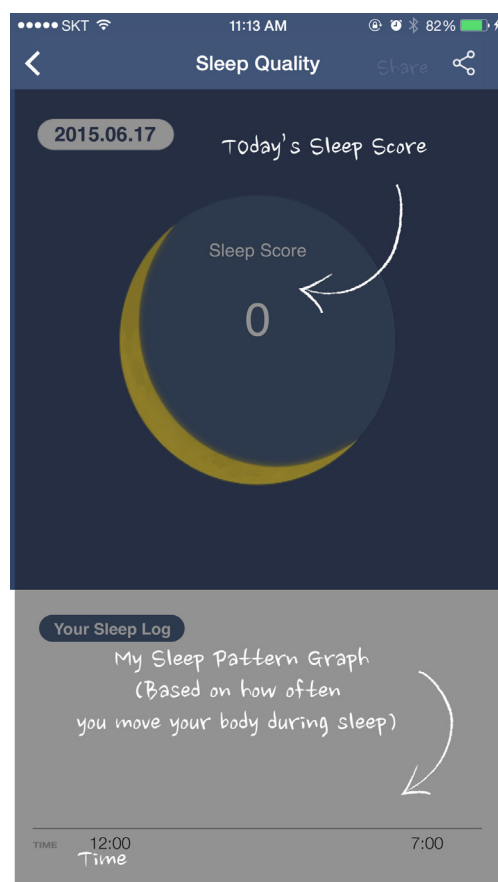 SKT 11:13 AM 82%
Sleep Quality Share
2015.06.17
Today's Sleep Score
Sleep Score
0
Your Sleep Log
My Sleep Pattern Graph
(Based on how often
you move your body during sleep)
TIME 12:00 7:00
Time